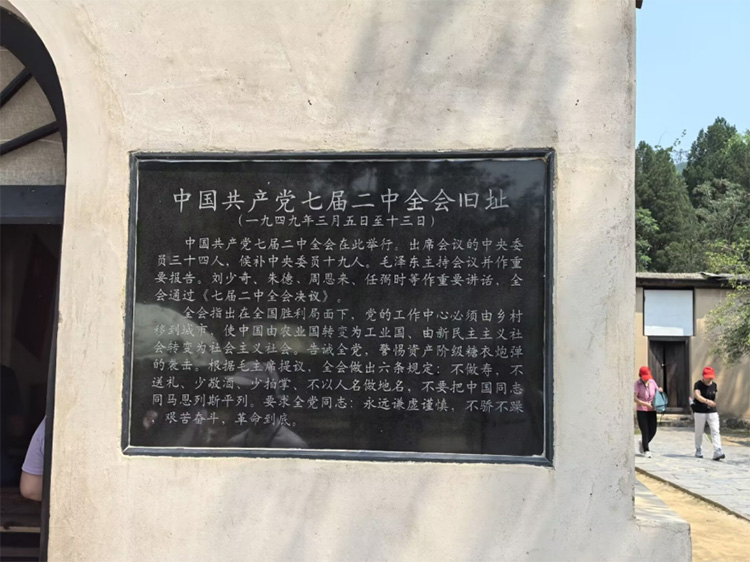 中国共产党七届二中全会旧址
（一九四九年三月五日至十三日）
中国共产党七届二中全会在此举行。出席会议的中央委
员三十四人，候补中央委员十九人。毛泽东主持会议并作重
要报告。刘少奇、朱德、周恩来、任弼时等作重要讲话，全
会通过《七届二中全会决议》。
全会指出在全国胜利局面下，党的工作中心必须由乡村
移到城市，使中国由农业国转变为工业国、由新民主主义社
会转变为社会主义社会。告诫全党，警惕资产阶级糖衣炮弹
的袭击。根据毛主席提议，全会做出六条规定：不做寿，不
送礼、少敬酒、少拍掌、不以人名做地名，不要把中国同志
同马恩列斯平列。要求全党同志：永远谦虚谨慎，不骄不躁
艰苦奋斗，革命到底。